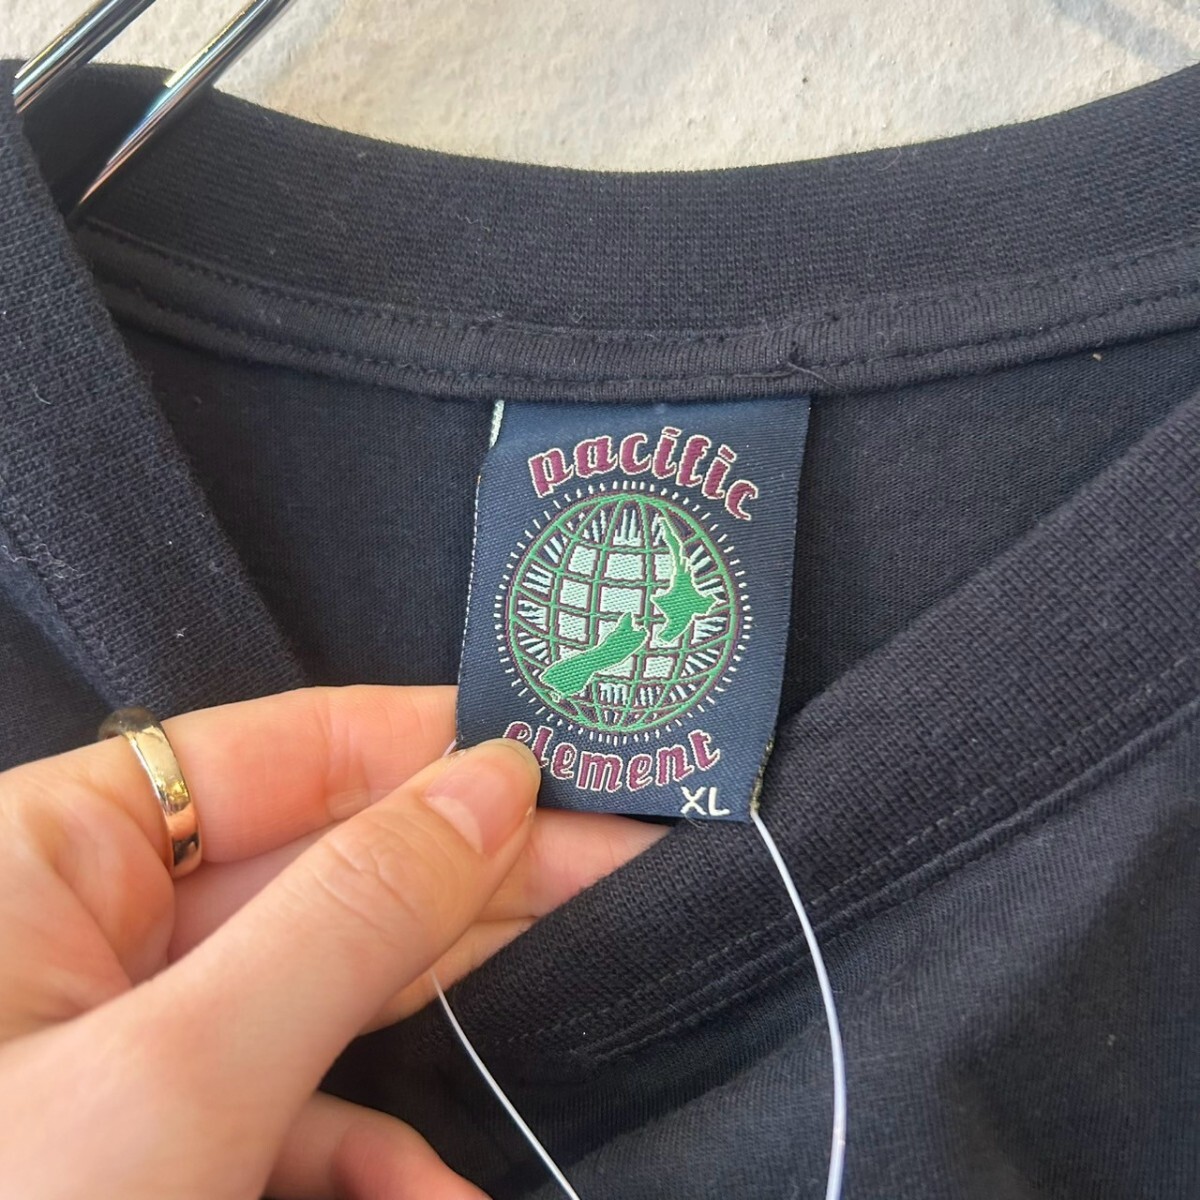 pacific
element
XL